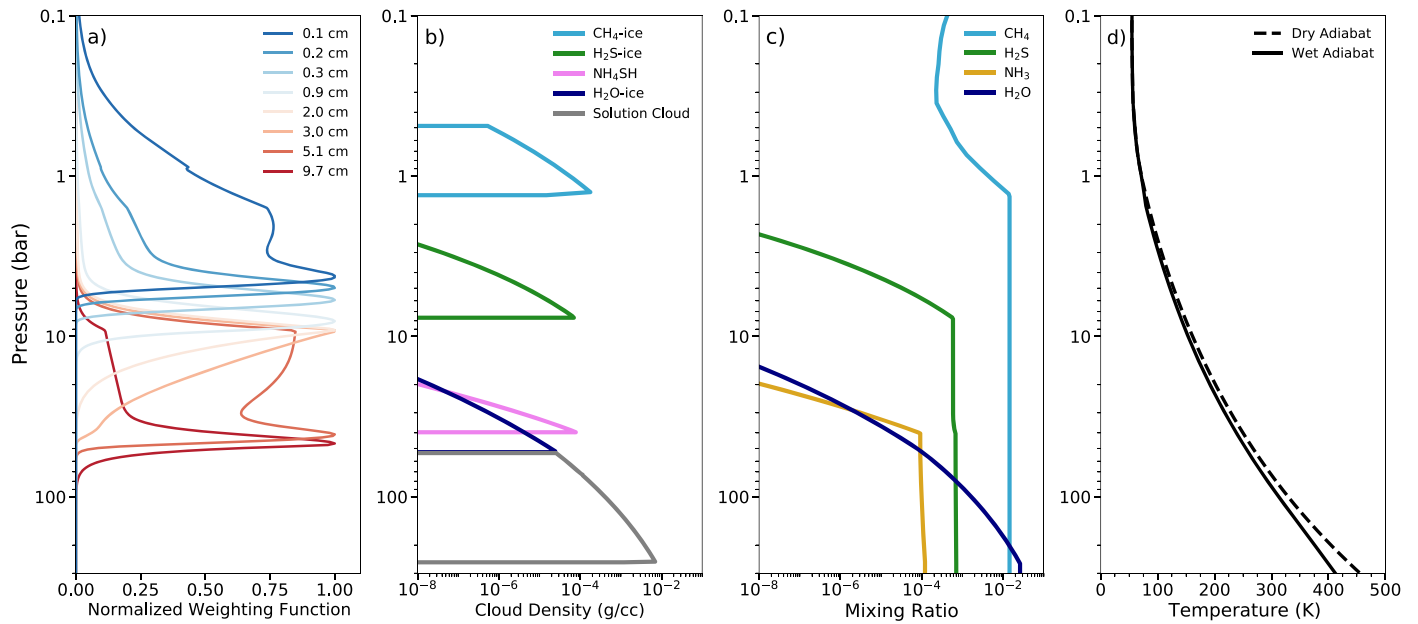 a)
0.1 cm
0.2 cm
0.3 cm
0.9 cm
2.0 cm
3.0 cm
5.1 cm
9.7 cm
0.1
1
10
100
Pressure (bar)
0.00 0.25 0.50 0.75 1.00
Normalized Weighting Function
b)
CH₄-ice
H₂S-ice
NH₄SH
H₂O-ice
Solution Cloud
0.1
1
10
100
10⁻⁸ 10⁻⁶ 10⁻⁴ 10⁻²
Cloud Density (g/cc)
c)
CH₄
H₂S
NH₃
H₂O
0.1
1
10
100
10⁻⁸ 10⁻⁶ 10⁻⁴ 10⁻²
Mixing Ratio
d)
Dry Adiabat
Wet Adiabat
0.1
1
10
100
0 100 200 300 400 500
Temperature (K)